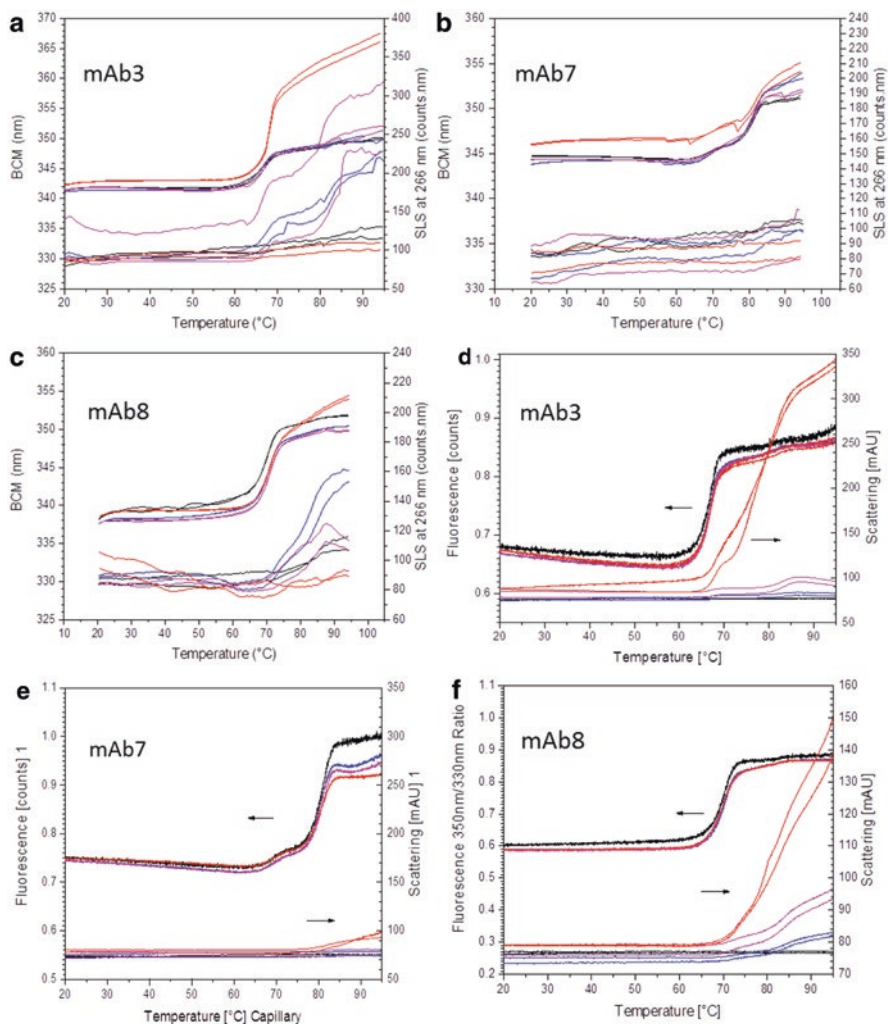 a
mAb3
BCM (nm)
370
365
360
355
350
345
340
335
330
325
400
350
300
250
200
150
100
50
SLS at 266 nm (counts.nm)
20 30 40 50 60 70 80 90
Temperature (°C)
b
mAb7
BCM (nm)
360
355
350
345
340
335
330
240
230
220
210
200
190
180
170
160
150
140
130
120
110
100
90
80
70
60
SLS at 266 nm (counts.nm)
10 20 30 40 50 60 70 80 90 100
Temperature (°C)
c
mAb8
BCM (nm)
360
350
340
330
325
240
220
200
180
160
140
120
100
80
60
SLS at 266 nm (counts.nm)
10 20 30 40 50 60 70 80 90 100
Temperature (°C)
d
mAb3
Fluorescence [counts]
1.0
0.9
0.8
0.7
0.6
350
300
250
200
150
100
50
Scattering [mAU]
20 30 40 50 60 70 80 90
Temperature [°C]
e
mAb7
Fluorescence [counts] 1
1.1
1.0
0.9
0.8
0.7
0.6
0.5
350
300
250
200
150
100
50
Scattering [mAU] 1
20 30 40 50 60 70 80 90
Temperature [°C] Capillary
f
mAb8
Fluorescence 350nm/330nm Ratio
1.1
1.0
0.9
0.8
0.7
0.6
0.5
0.4
0.3
0.2
160
150
140
130
120
110
100
90
80
70
Scattering [mAU]
20 30 40 50 60 70 80 90
Temperature [°C]